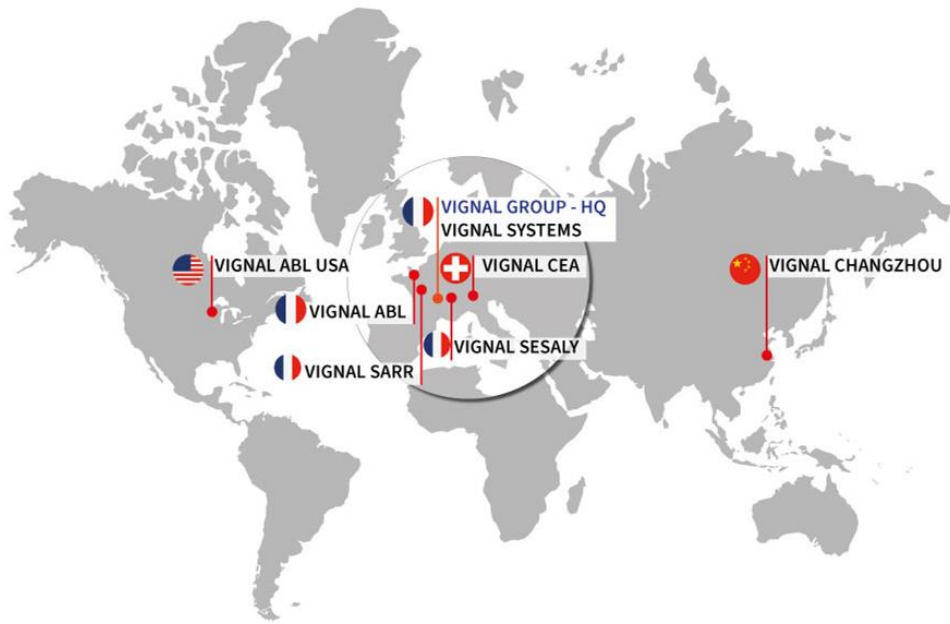 VIGNAL GROUP - HQ
VIGNAL SYSTEMS
VIGNAL ABL USA
VIGNAL CEA
VIGNAL CHANGZHOU
VIGNAL ABL
VIGNAL SESALY
VIGNAL SARR